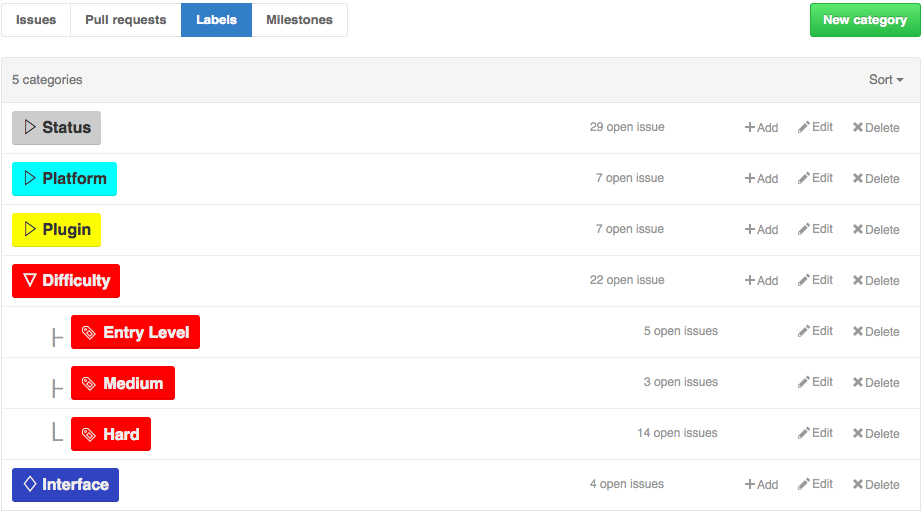 Issues Pull requests Labels Milestones New category
5 categories Sort
Status 29 open issue Add Edit Delete
Platform 7 open issue Add Edit Delete
Plugin 7 open issue Add Edit Delete
Difficulty 22 open issue Add Edit Delete
Entry Level 5 open issues Edit Delete
Medium 3 open issues Edit Delete
Hard 14 open issues Edit Delete
Interface 4 open issues Add Edit Delete